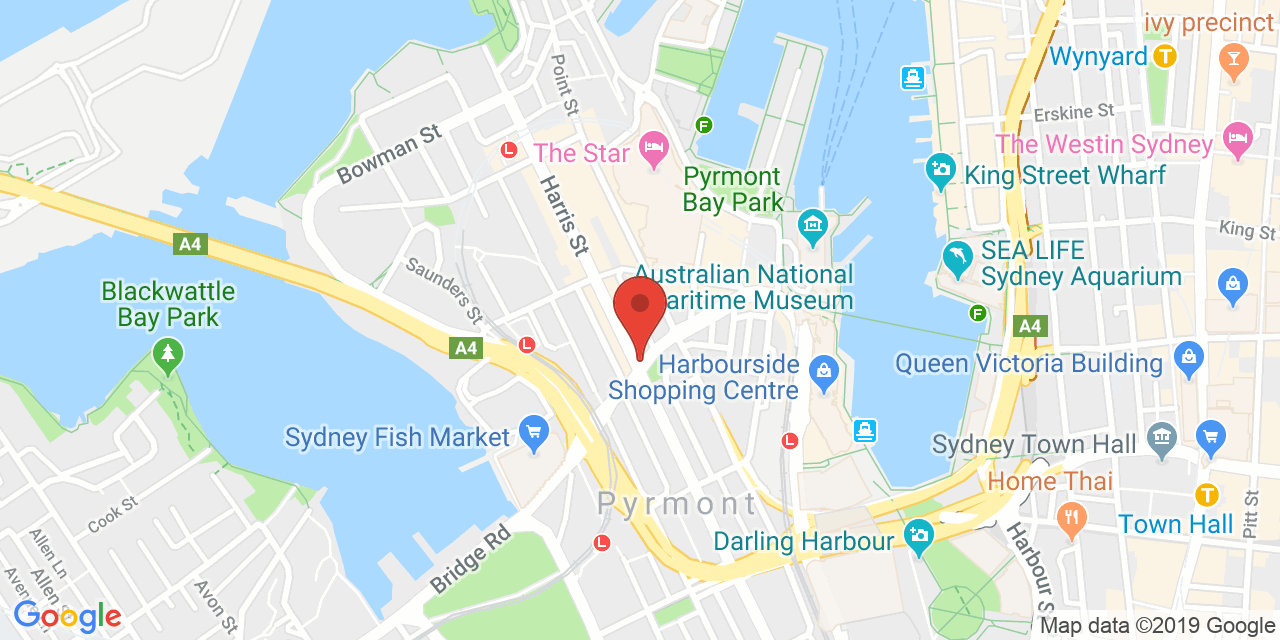 ivy precinct
Wynyard
T
Point St
Erskine St
F
Bowman St
L
The Star
The Westin Sydney
Pyrmont
Bay Park
King Street Wharf
Harris St
King St
A4
SEA LIFE
Sydney Aquarium
Saunders St
Australian National
Maritime Museum
Blackwattle
Bay Park
F
A4
A4
L
Harbourside
Shopping Centre
Queen Victoria Building
Sydney Fish Market
L
Sydney Town Hall
Home Thai
Pyrmont
Cook St
T
Town Hall
Pitt St
Darling Harbour
L
Bridge Rd
Harbour S
Allen Ln
Allen S
Avon St
Google
Map data ©2019 Google